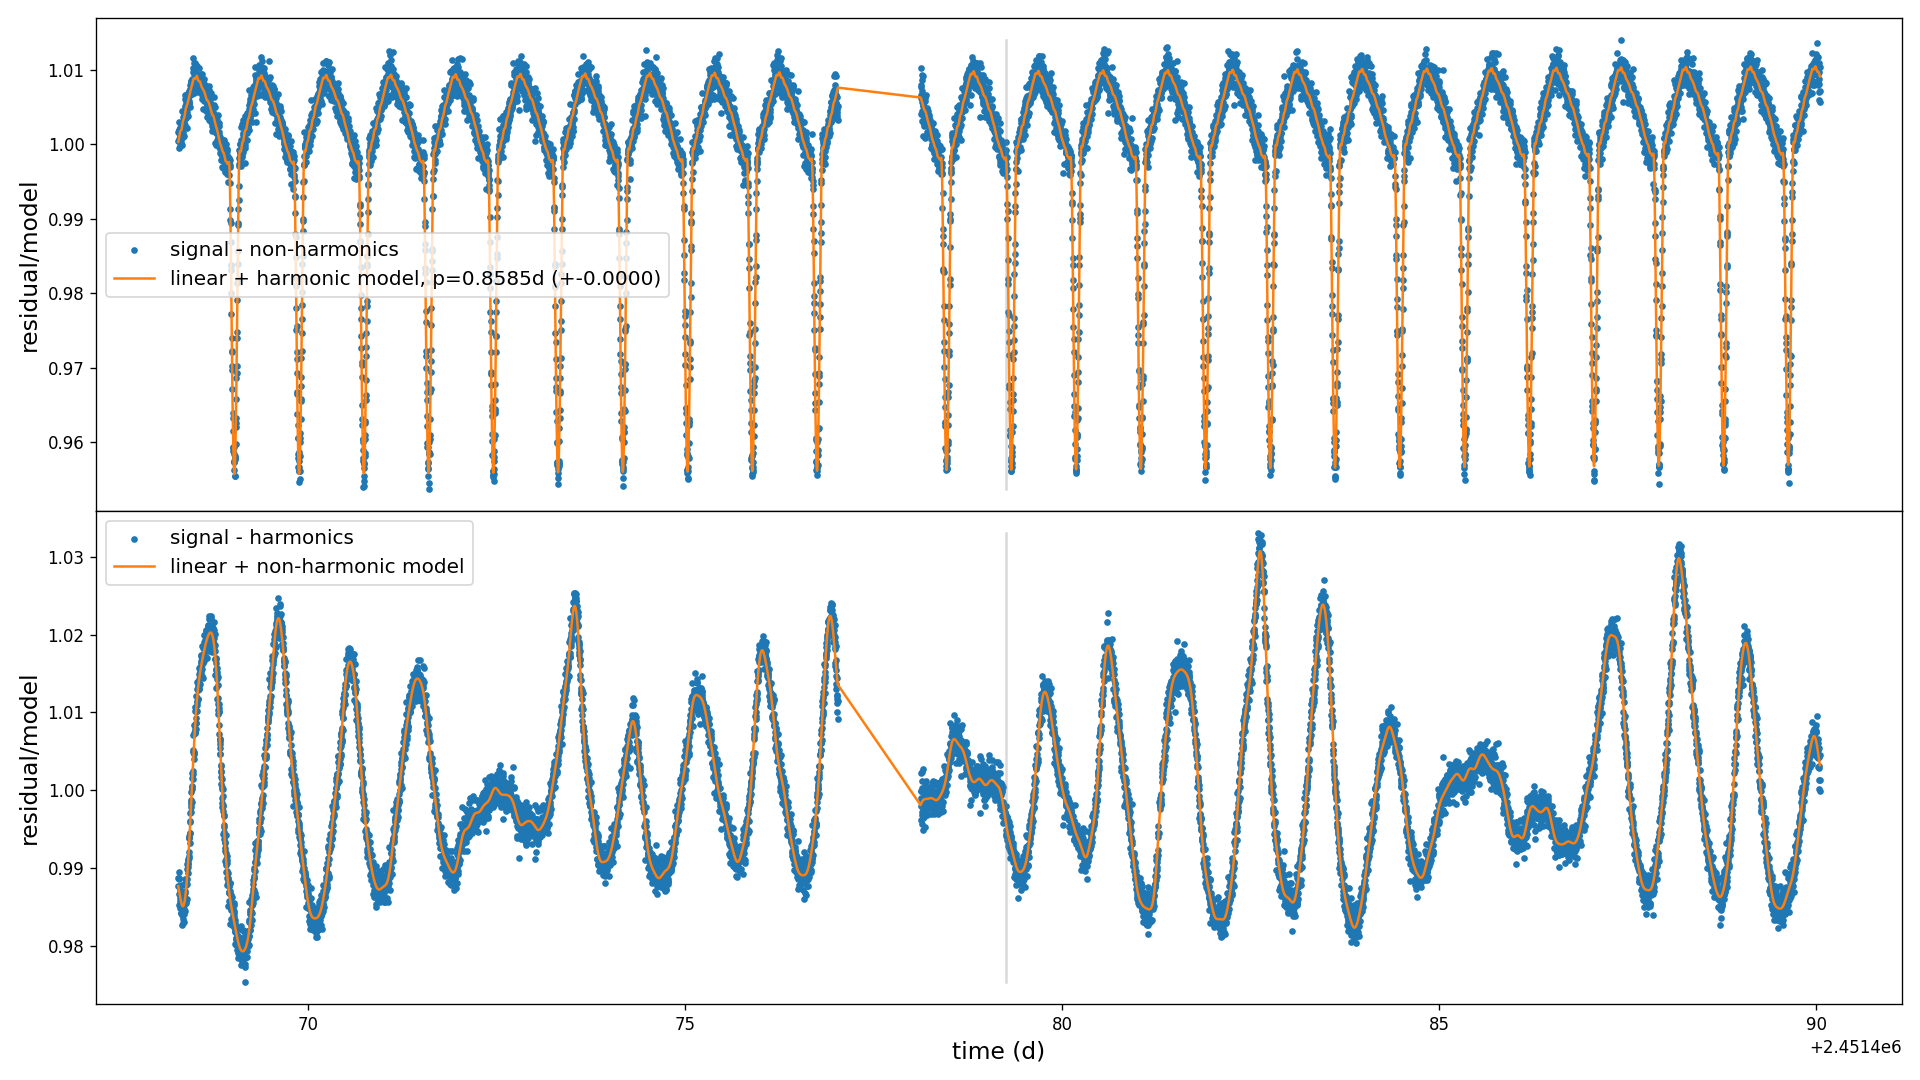 1.01
1.00
0.99
0.98
0.97
0.96
residual/model
signal - non-harmonics
linear + harmonic model, p=0.8585d (+-0.0000)
signal - harmonics
linear + non-harmonic model
1.03
1.02
1.01
1.00
0.99
0.98
residual/model
70
75
80
85
90
time (d)
+2.4514e6